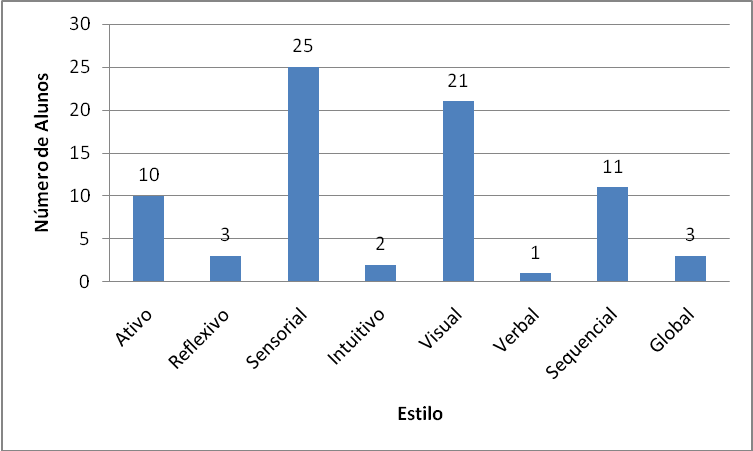 Número de Alunos
30
25
20
15
10
5
0
10
3
25
2
21
1
11
3
Ativo
Reflexivo
Sensorial
Intuitivo
Visual
Verbal
Sequencial
Global
Estilo